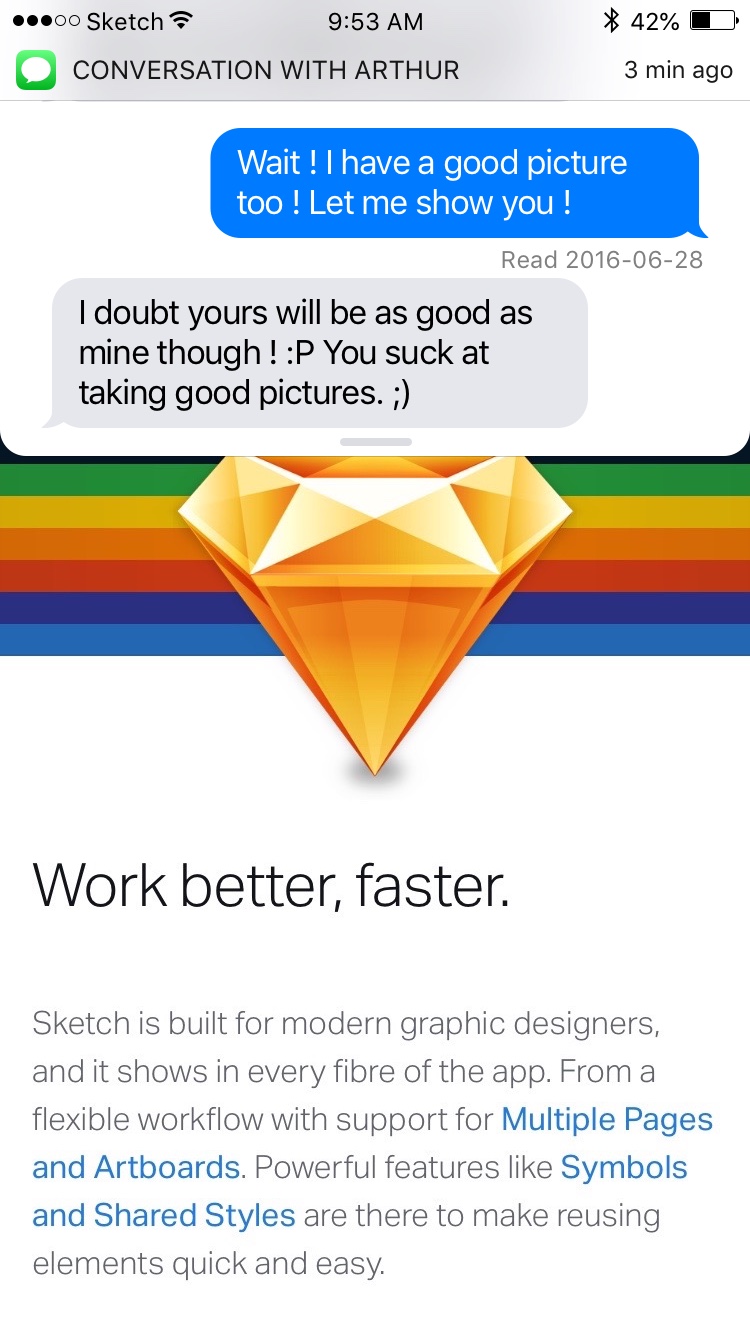 Sketch 9:53 AM 42%
CONVERSATION WITH ARTHUR 3 min ago
Wait ! I have a good picture
too ! Let me show you !
Read 2016-06-28
I doubt yours will be as good as
mine though ! :P You suck at
taking good pictures. ;)
Work better, faster.
Sketch is built for modern graphic designers,
and it shows in every fibre of the app. From a
flexible workflow with support for Multiple Pages
and Artboards. Powerful features like Symbols
and Shared Styles are there to make reusing
elements quick and easy.